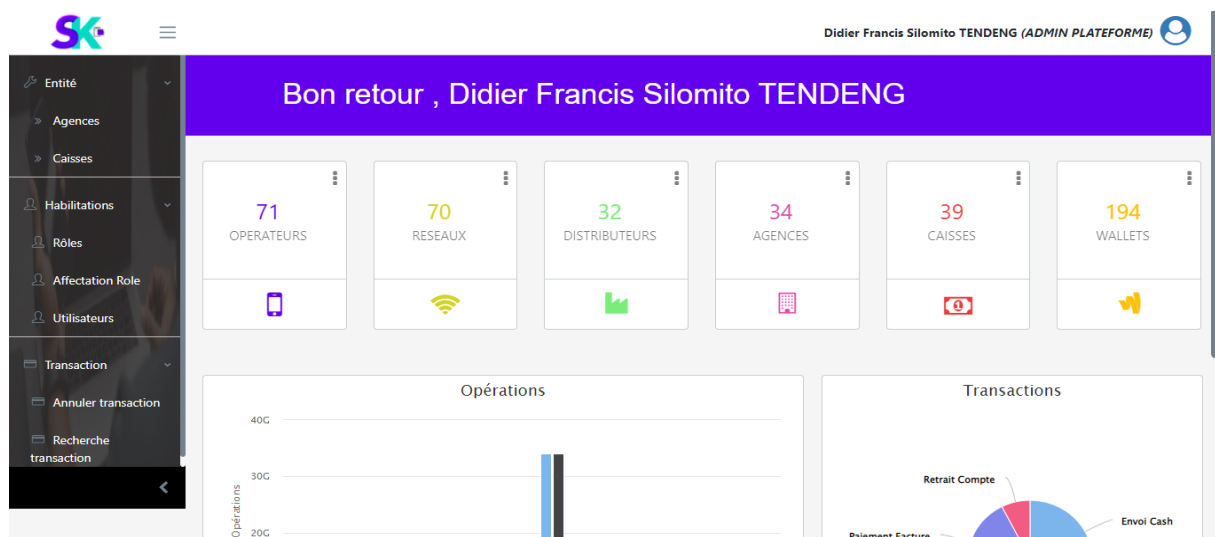 SK
Didier Francis Silomito TENDENG (ADMIN PLATEFORME)
Entité
Agences
Caisses
Habilitations
Rôles
Affectation Role
Utilisateurs
Transaction
Annuler transaction
Recherche
transaction
Bon retour , Didier Francis Silomito TENDENG
71
OPERATEURS
70
RESEAUX
32
DISTRIBUTEURS
34
AGENCES
39
CAISSES
194
WALLETS
1
Opérations
40G
30G
20G
Opérations
Transactions
Retrait Compte
Envoi Cash
Paiement Facture